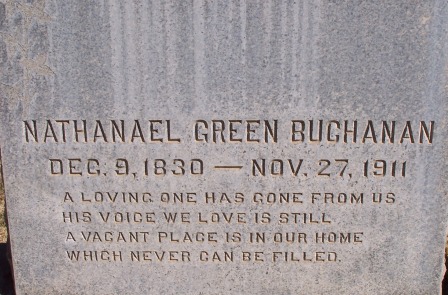 NATHANAEL GREEN BUCHANAN
DEC. 9, 1830 — NOV. 27, 1911
A LOVING ONE HAS GONE FROM US
HIS VOICE WE LOVE IS STILL
A VACANT PLACE IS IN OUR HOME
WHICH NEVER CAN BE FILLED.